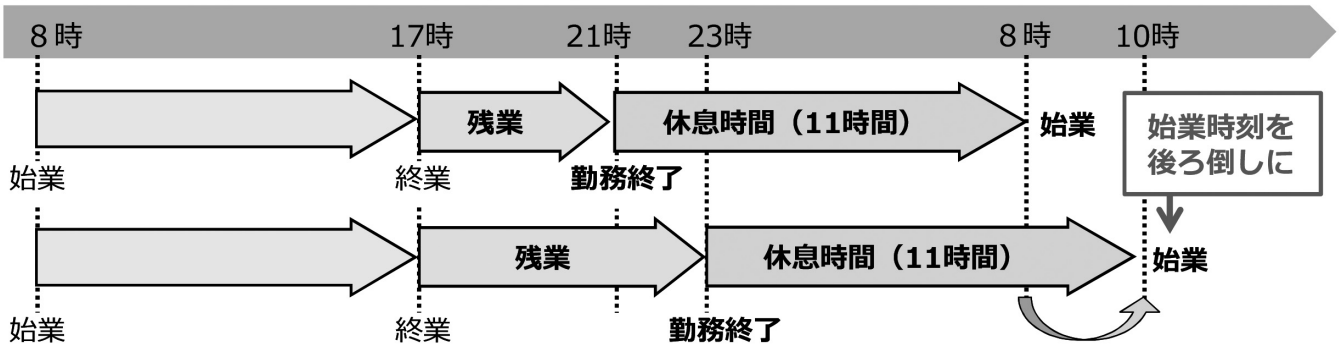 8時 17時 21時 23時 8時 10時
残業 休息時間（11時間） 始業
始業時刻を
後ろ倒しに
始業 終業 勤務終了
残業 休息時間（11時間） 始業
始業 終業 勤務終了